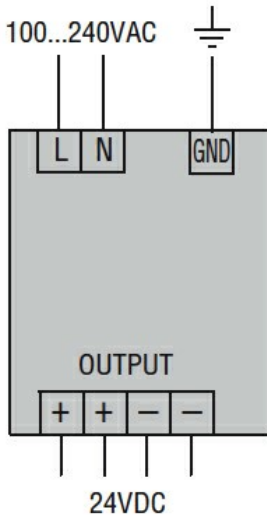 100...240VAC
L N GND
OUTPUT
+ + − −
24VDC